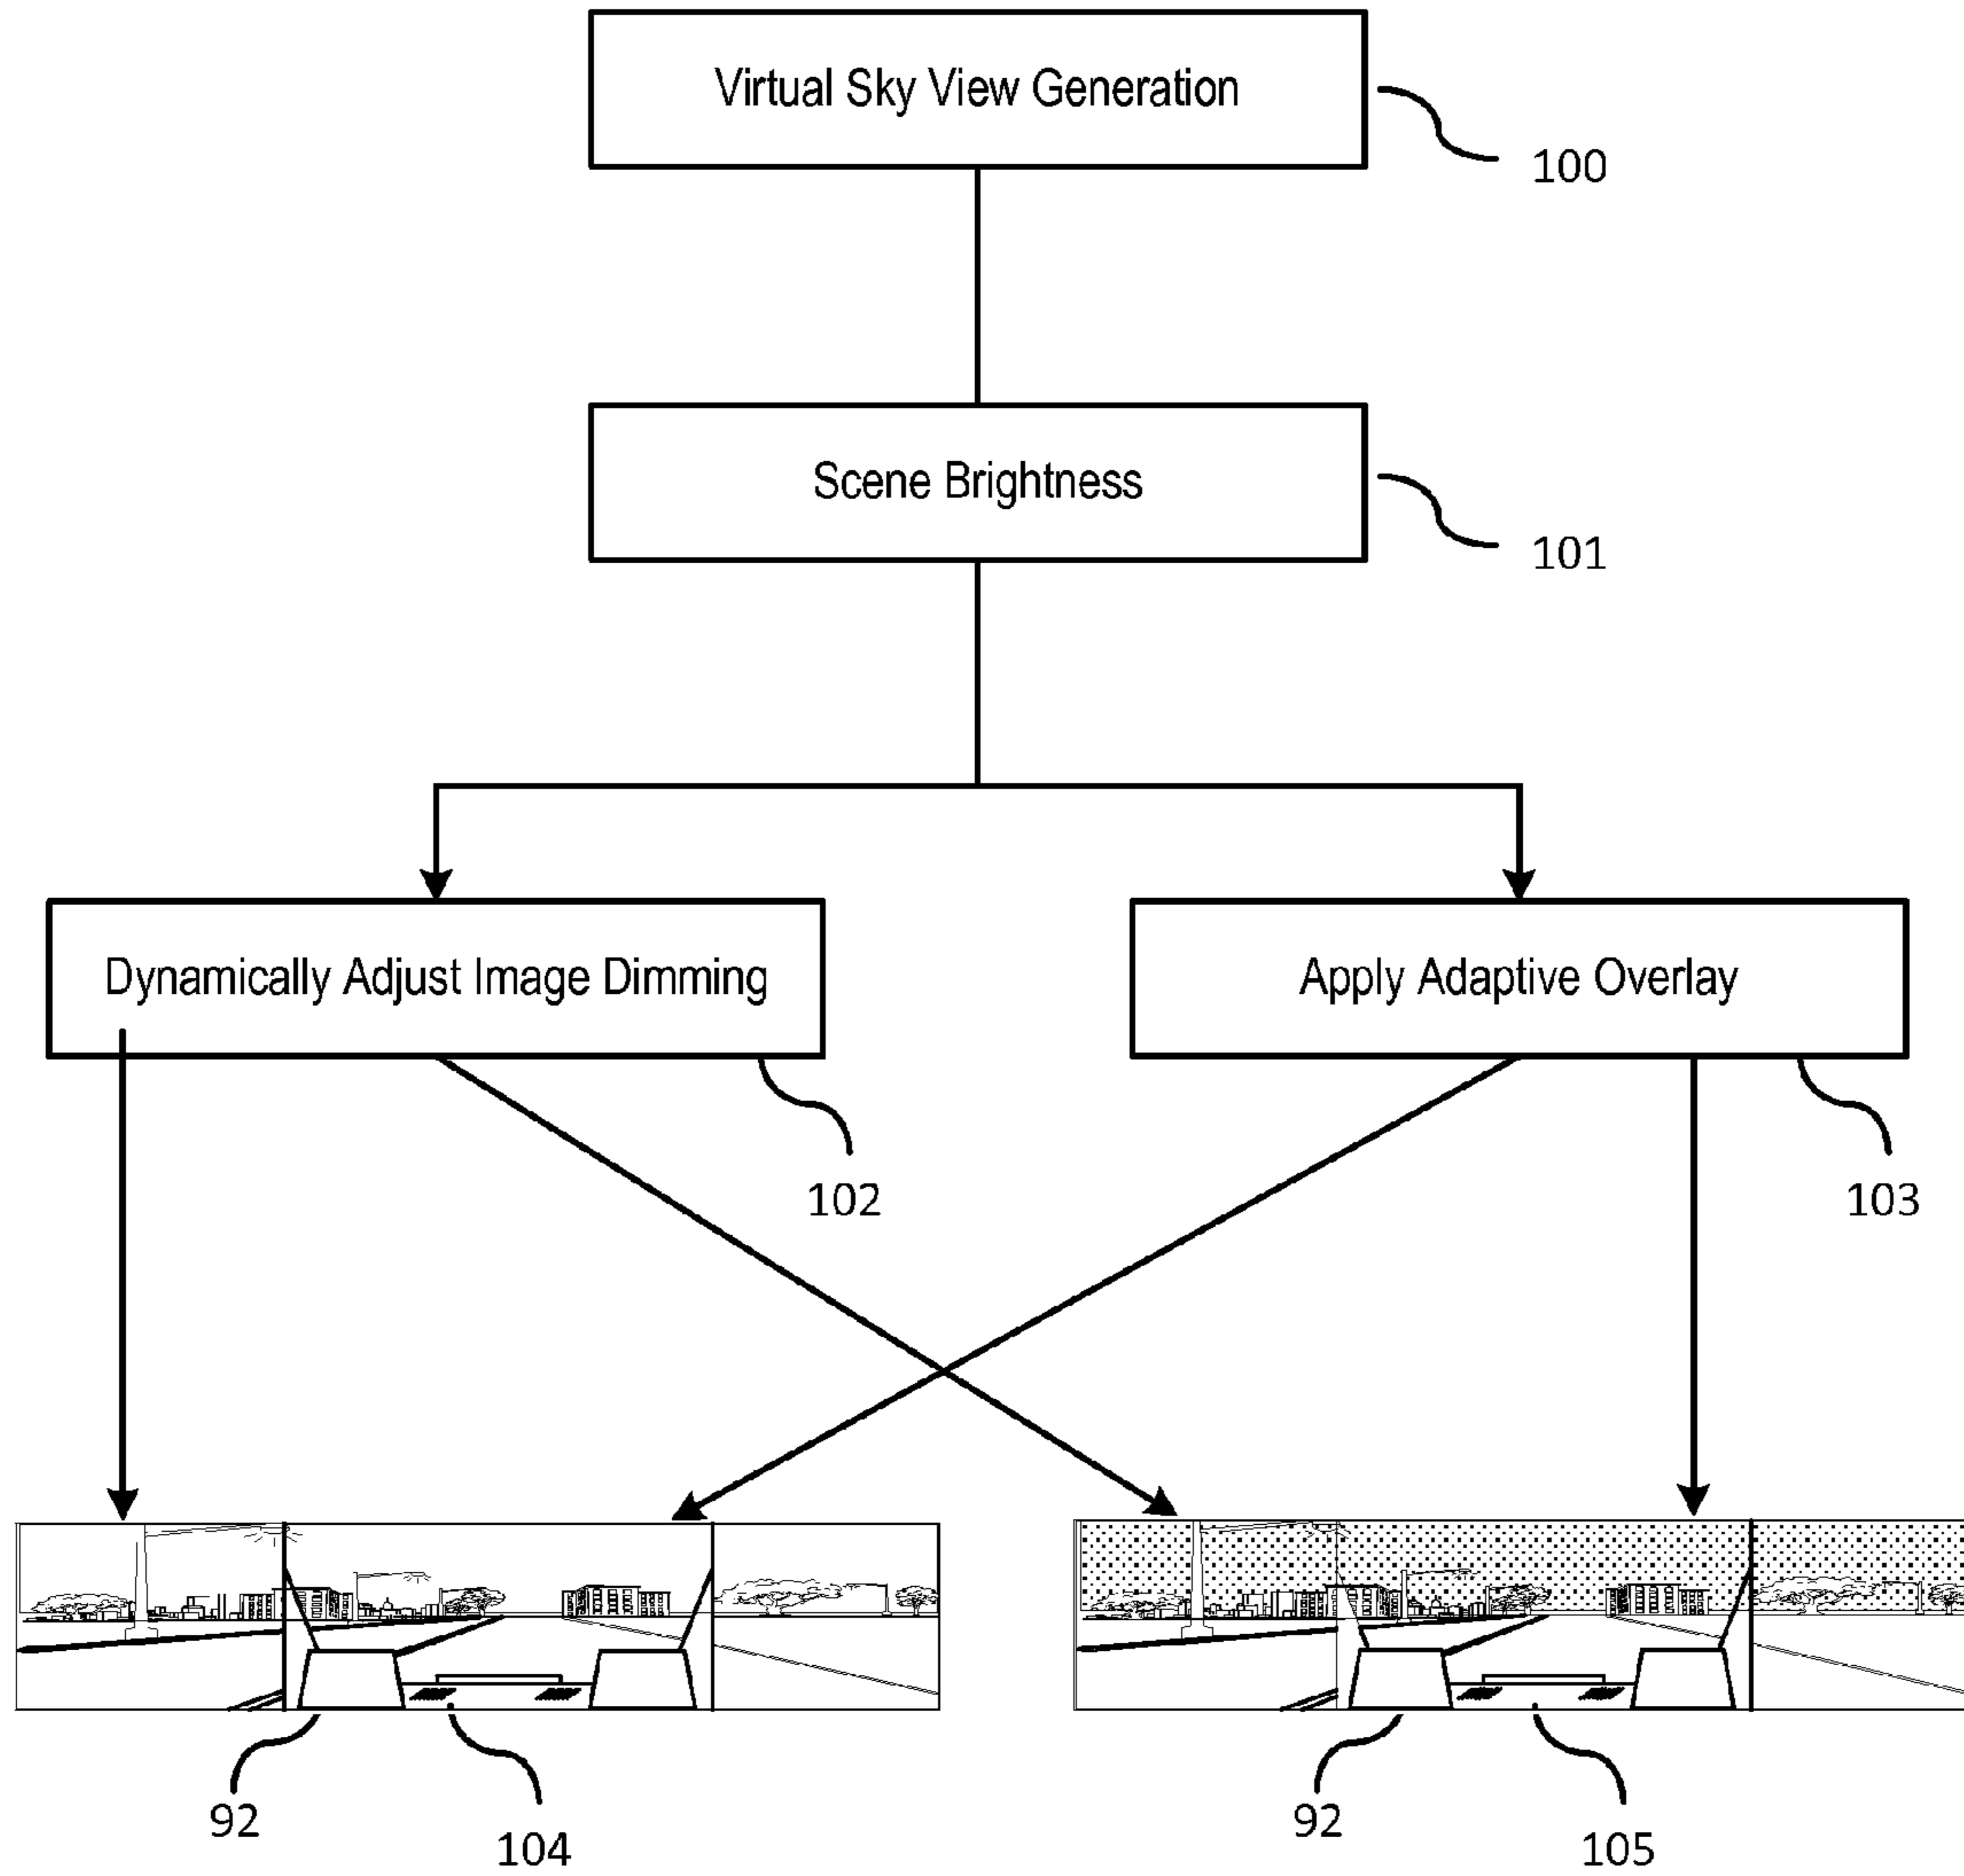 Virtual Sky View Generation
100
Scene Brightness
101
Dynamically Adjust Image Dimming
Apply Adaptive Overlay
102
103
92
104
92
105